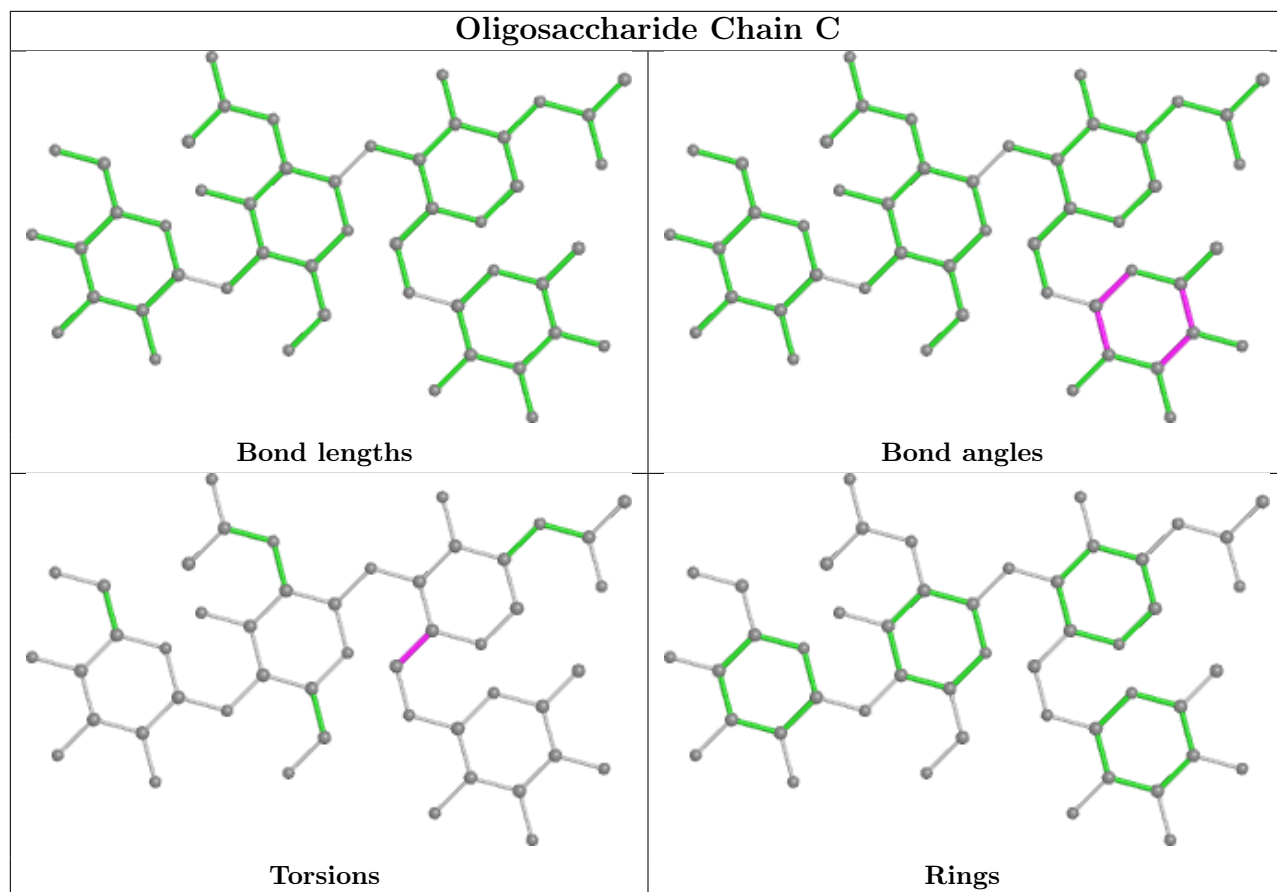 Oligosaccharide Chain C
Bond lengths
Bond angles
Torsions
Rings